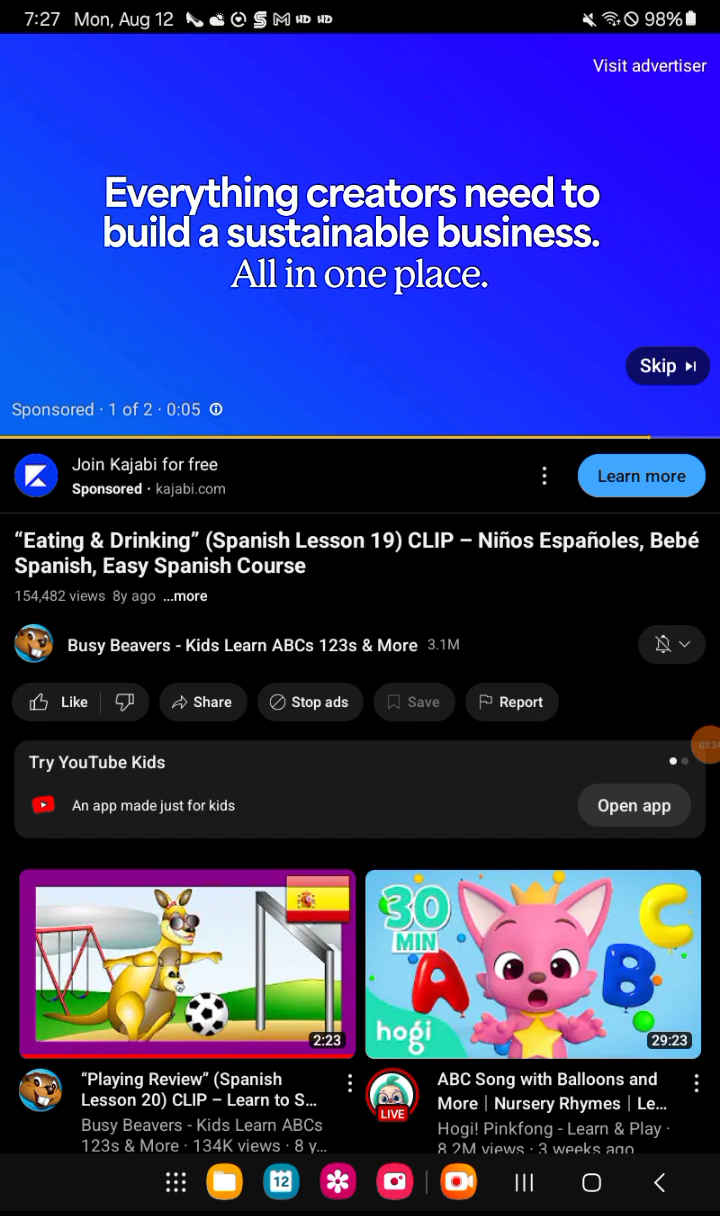 7:27 Mon, Aug 12
98%
Visit advertiser
Everything creators need to
build a sustainable business.
All in one place.
Skip
Sponsored · 1 of 2 · 0:05
Join Kajabi for free
Sponsored · kajabi.com
Learn more
“Eating & Drinking” (Spanish Lesson 19) CLIP – Niños Españoles, Bebé
Spanish, Easy Spanish Course
154,482 views 8y ago ...more
Busy Beavers - Kids Learn ABCs 123s & More 3.1M
Like
Share
Stop ads
Save
Report
Try YouTube Kids
An app made just for kids
Open app
2:23
30
MIN
A
B
C
hogi
29:23
“Playing Review” (Spanish
Lesson 20) CLIP – Learn to S...
Busy Beavers - Kids Learn ABCs
123s & More · 134K views · 8 y...
LIVE
ABC Song with Balloons and
More | Nursery Rhymes | Le...
Hogi! Pinkfong - Learn & Play ·
8.2M views · 3 weeks ago
12